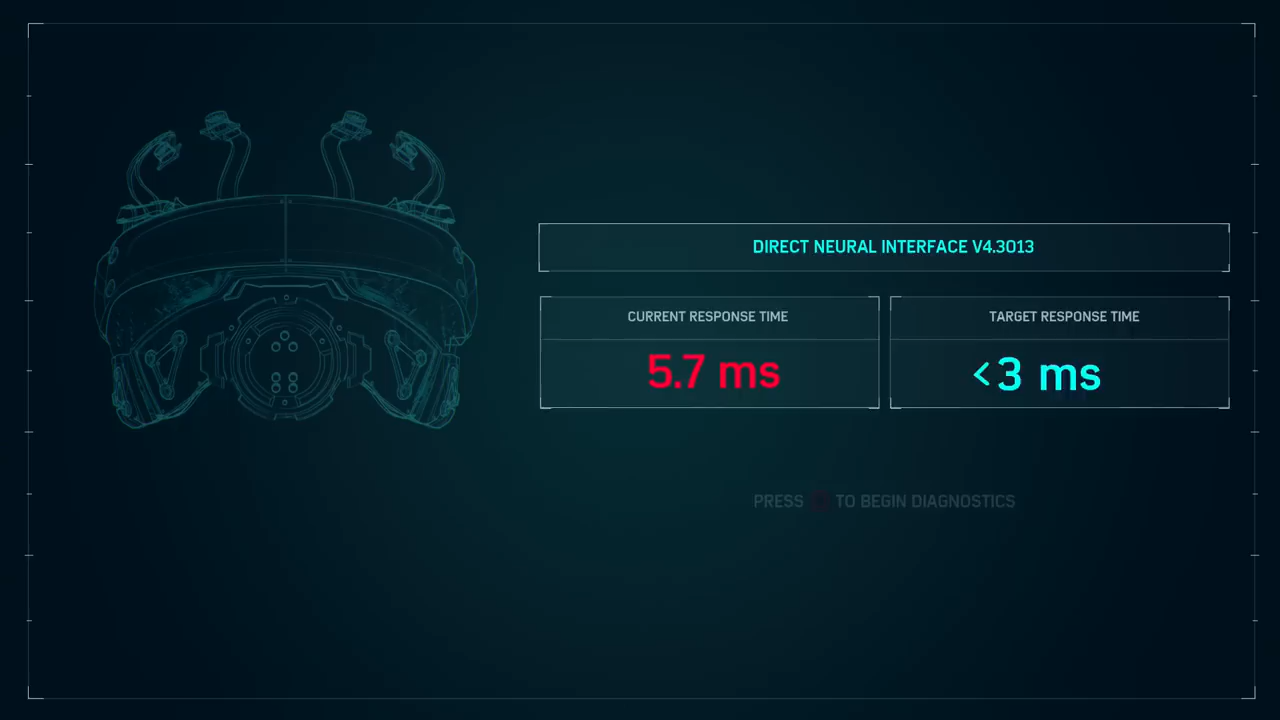 DIRECT NEURAL INTERFACE V4.3013
CURRENT RESPONSE TIME
5.7 ms
TARGET RESPONSE TIME
<3 ms
PRESS TO BEGIN DIAGNOSTICS